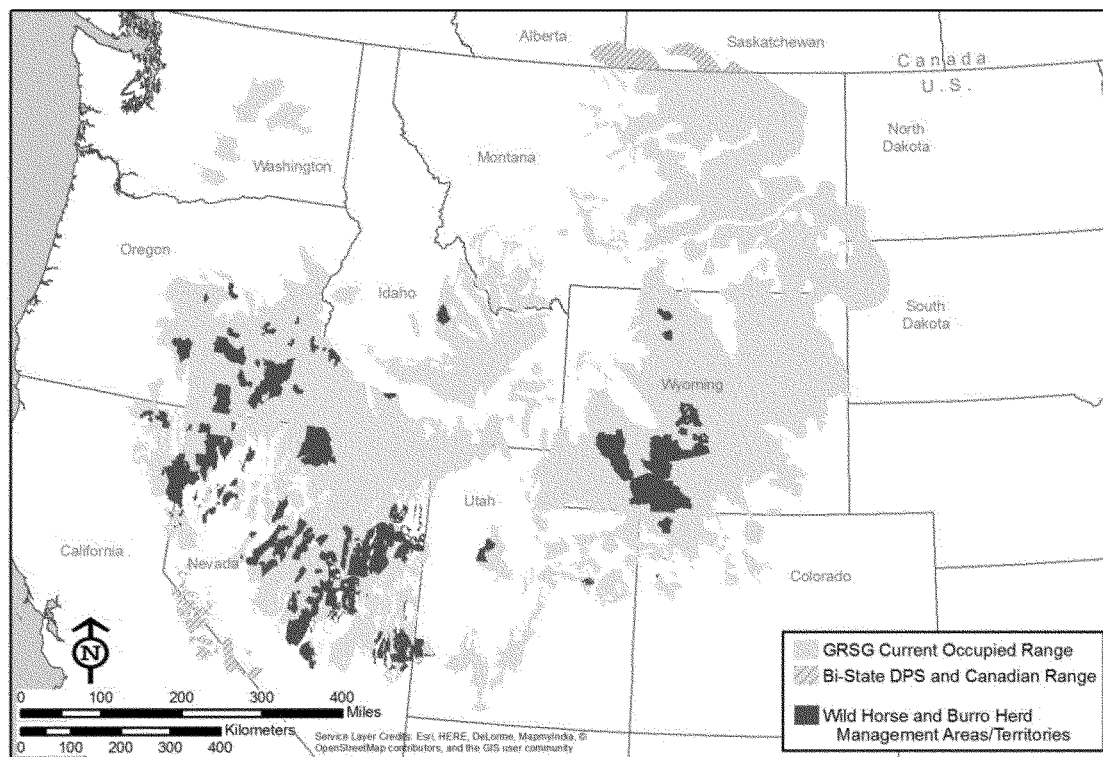 Alberta
Saskatchewan
Canada
U.S.
Washington
Montana
North
Dakota
Oregon
Idaho
South
Dakota
Wyoming
Utah
California
Nevada
Colorado
N
0 100 200 300 400
Miles
Kilometers
0 100 200 300 400
Service Layer Credits: Esri, HERE, DeLorme, MapmyIndia, ©
OpenStreetMap contributors, and the GIS user community
GRSG Current Occupied Range
Bi-State DPS and Canadian Range
Wild Horse and Burro Herd
Management Areas/Territories